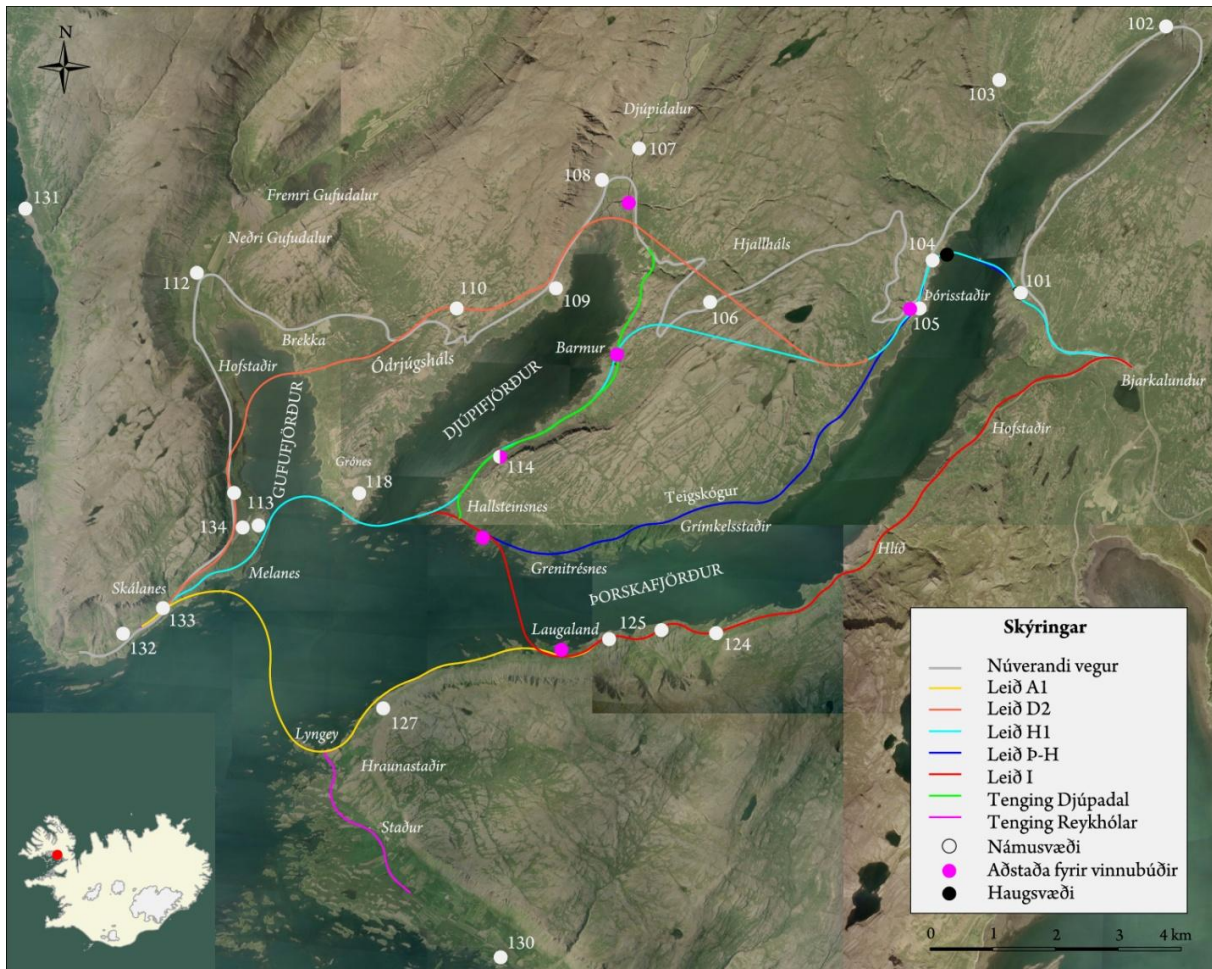 N
102
103
Djúpidalur
107
108
131
Fremri Gufudalur
Neðri Gufudalur
Hjallháls
104
112
110
109
106
Þórisstaðir
101
105
Brekka
Ódrjúgsháls
Barmur
Hofstaðir
DJÚPIFJÖRÐUR
Bjarkalundur
Hofstaðir
GUFUFJÖRÐUR
114
Grónes
118
Hallsteinsnes
Teigskógur
113
134
Grímkelsstaðir
Hlíð
Melanes
Grenitrésnes
Skálanes
ÞORSKAFJÖRÐUR
133
132
Laugaland
125
124
127
Lyngey
Hraunastaðir
Staður
130
Skýringar
Núverandi vegur
Leið A1
Leið D2
Leið H1
Leið Þ-H
Leið I
Tenging Djúpadal
Tenging Reykhólar
Námusvæði
Aðstaða fyrir vinnubúðir
Haugsvæði
0 1 2 4 km